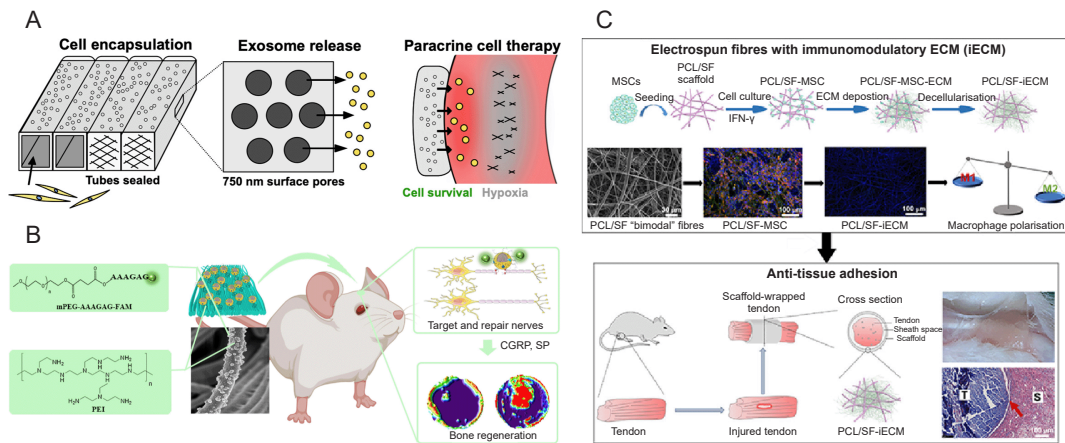 A
Cell encapsulation
Exosome release
Paracrine cell therapy
Tubes sealed
750 nm surface pores
Cell survival
Hypoxia
B
AAAGAG
O
O
O
O
n
mPEG-AAAGAG-FAM
NH2
NH2
N
N
H
N
N
H
N
n
H2N
N
NH2
PEI
Target and repair nerves
CGRP, SP
Bone regeneration
C
Electrospun fibres with immunomodulatory ECM (iECM)
MSCs
PCL/SF
scaffold
PCL/SF-MSC
PCL/SF-MSC-ECM
PCL/SF-iECM
Seeding
Cell culture
IFN-γ
ECM depostion
Decellularisation
30 μm
100 μm
100 μm
M1
M2
PCL/SF “bimodal” fibres
PCL/SF-MSC
PCL/SF-iECM
Macrophage polarisation
Anti-tissue adhesion
Scaffold-wrapped
tendon
Cross section
Tendon
Sheath space
Scaffold
Tendon
Injured tendon
PCL/SF-iECM
T
S
100 μm